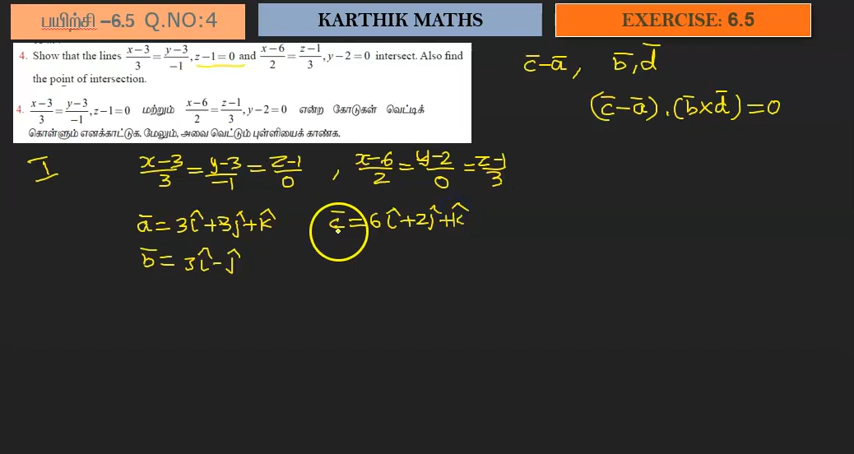 பயிற்சி –6.5 Q.NO:4
KARTHIK MATHS
EXERCISE: 6.5
4. Show that the lines (x−3)/3 = (y−3)/−1, z−1=0 and (x−6)/2 = (z−1)/3, y−2=0 intersect. Also find
the point of intersection.
4. (x−3)/3 = (y−3)/−1, z−1=0 மற்றும் (x−6)/2 = (z−1)/3, y−2=0 என்ற கோடுகள் வெட்டிக்
கொள்ளும் எனக்காட்டுக. மேலும், அவை வெட்டும் புள்ளியைக் காண்க.
c̄−ā, b̄, d̄
(c̄−ā).(b̄×d̄)=0
I (x−3)/3 = (y−3)/−1 = (z−1)/0 , (x−6)/2 = (y−2)/0 = (z−1)/3
ā = 3î+3ĵ+k̂ c̄ = 6î+2ĵ+k̂
b̄ = 3î−ĵ